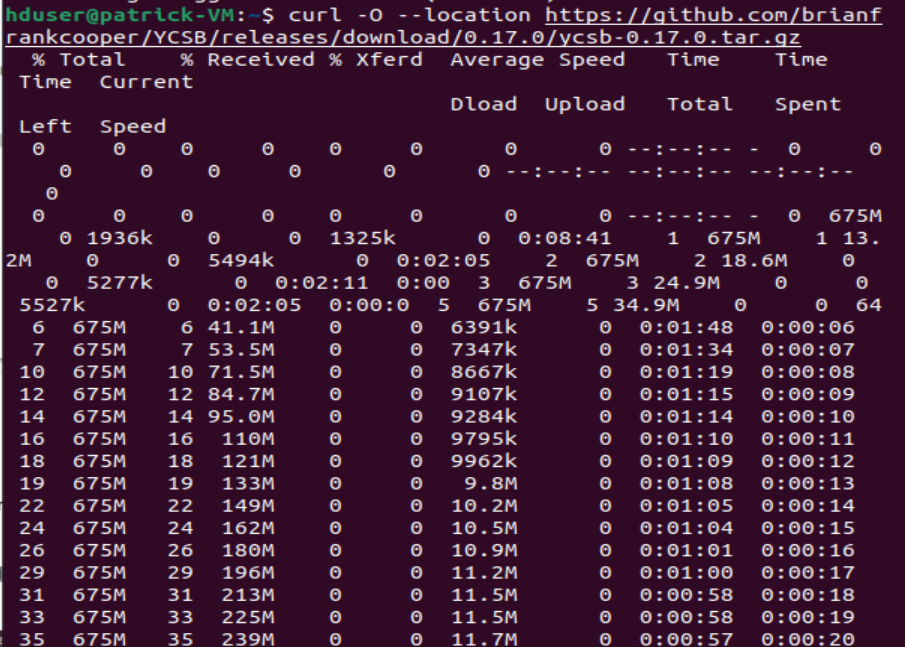 hduser@patrick-VM:~$ curl -O --location https://github.com/brianf
rankcooper/YCSB/releases/download/0.17.0/ycsb-0.17.0.tar.gz
% Total % Received % Xferd Average Speed Time Time
Time Current
Dload Upload Total Spent
Left Speed
0 0 0 0 0 0 0 0 --:--:-- - 0 0
0 0 0 0 0 0 --:--:-- --:--:-- --:--:--
0
0 0 0 0 0 0 0 0 --:--:-- - 0 675M
0 1936k 0 0 1325k 0 0:08:41 1 675M 1 13.
2M 0 0 5494k 0 0:02:05 2 675M 2 18.6M 0
0 5277k 0 0:02:11 0:00 3 675M 3 24.9M 0 0
5527k 0 0:02:05 0:00:0 5 675M 5 34.9M 0 0 64
6 675M 6 41.1M 0 0 6391k 0 0:01:48 0:00:06
7 675M 7 53.5M 0 0 7347k 0 0:01:34 0:00:07
10 675M 10 71.5M 0 0 8667k 0 0:01:19 0:00:08
12 675M 12 84.7M 0 0 9107k 0 0:01:15 0:00:09
14 675M 14 95.0M 0 0 9284k 0 0:01:14 0:00:10
16 675M 16 110M 0 0 9795k 0 0:01:10 0:00:11
18 675M 18 121M 0 0 9962k 0 0:01:09 0:00:12
19 675M 19 133M 0 0 9.8M 0 0:01:08 0:00:13
22 675M 22 149M 0 0 10.2M 0 0:01:05 0:00:14
24 675M 24 162M 0 0 10.5M 0 0:01:04 0:00:15
26 675M 26 180M 0 0 10.9M 0 0:01:01 0:00:16
29 675M 29 196M 0 0 11.2M 0 0:01:00 0:00:17
31 675M 31 213M 0 0 11.5M 0 0:00:58 0:00:18
33 675M 33 225M 0 0 11.5M 0 0:00:58 0:00:19
35 675M 35 239M 0 0 11.7M 0 0:00:57 0:00:20